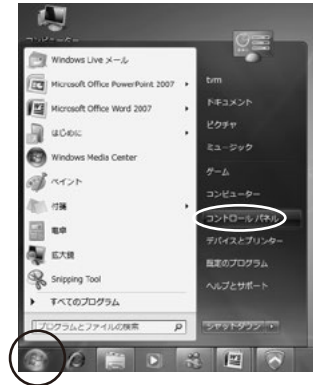 コンピューター
Windows Live メール
Microsoft Office PowerPoint 2007
Microsoft Office Word 2007
はじめに
Windows Media Center
ペイント
付箋
電卓
拡大鏡
Snipping Tool
すべてのプログラム
プログラムとファイルの検索
tvm
ドキュメント
ピクチャ
ミュージック
ゲーム
コンピューター
コントロール パネル
デバイスとプリンター
既定のプログラム
ヘルプとサポート
シャットダウン